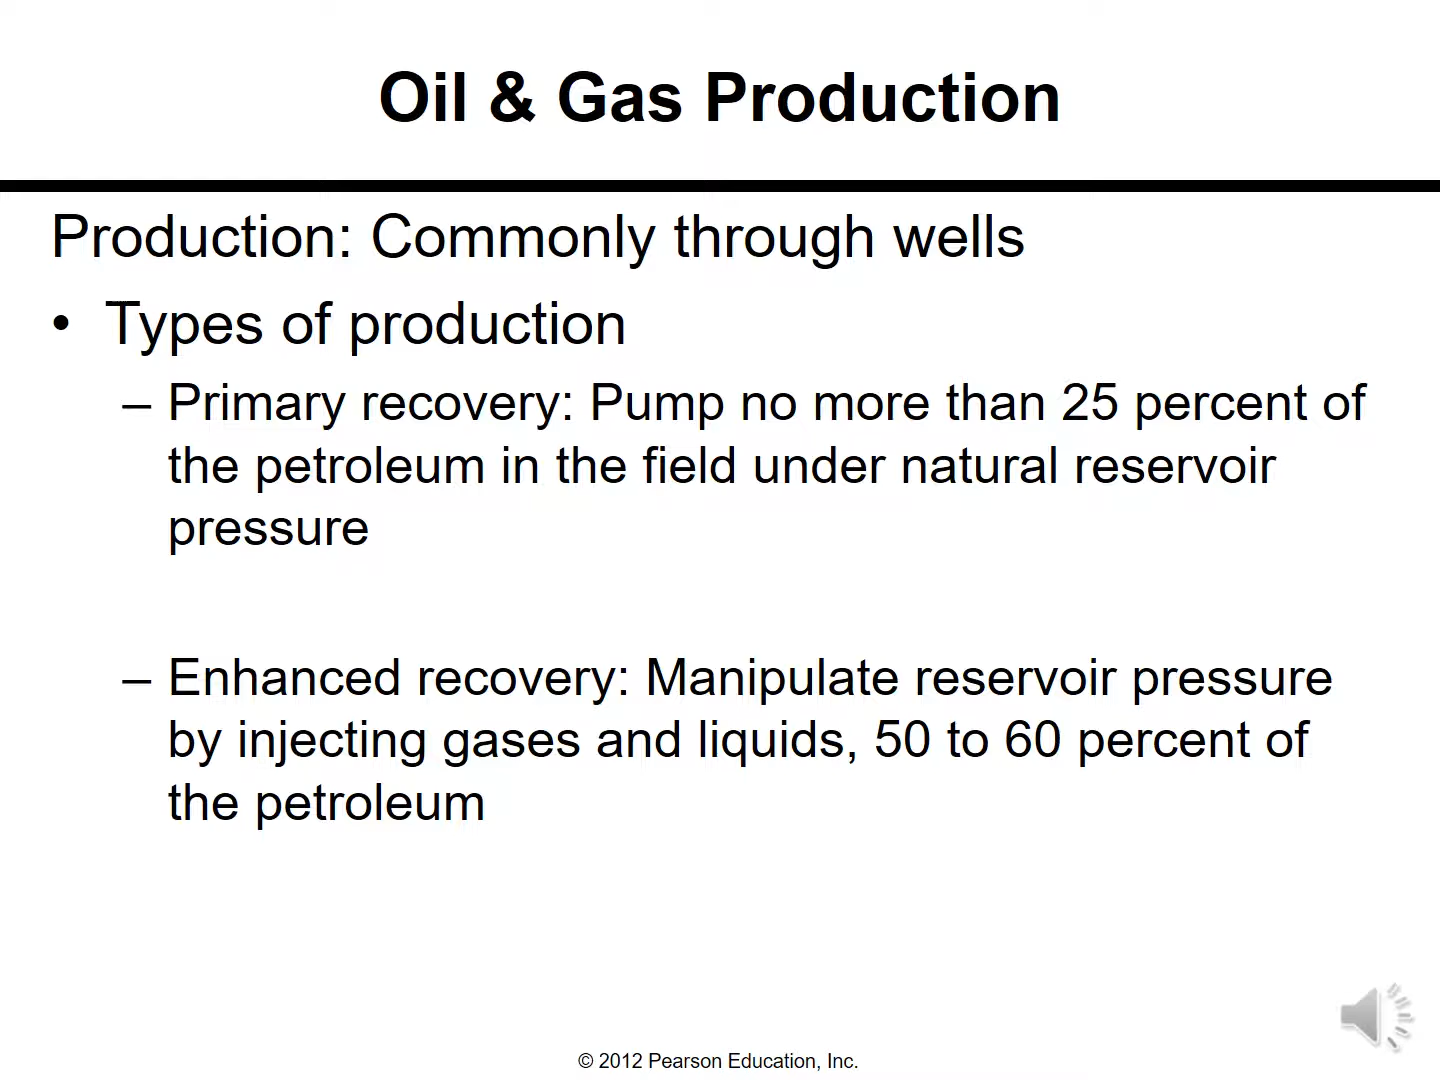 Oil & Gas Production
Production: Commonly through wells
• Types of production
– Primary recovery: Pump no more than 25 percent of
the petroleum in the field under natural reservoir
pressure
– Enhanced recovery: Manipulate reservoir pressure
by injecting gases and liquids, 50 to 60 percent of
the petroleum
© 2012 Pearson Education, Inc.